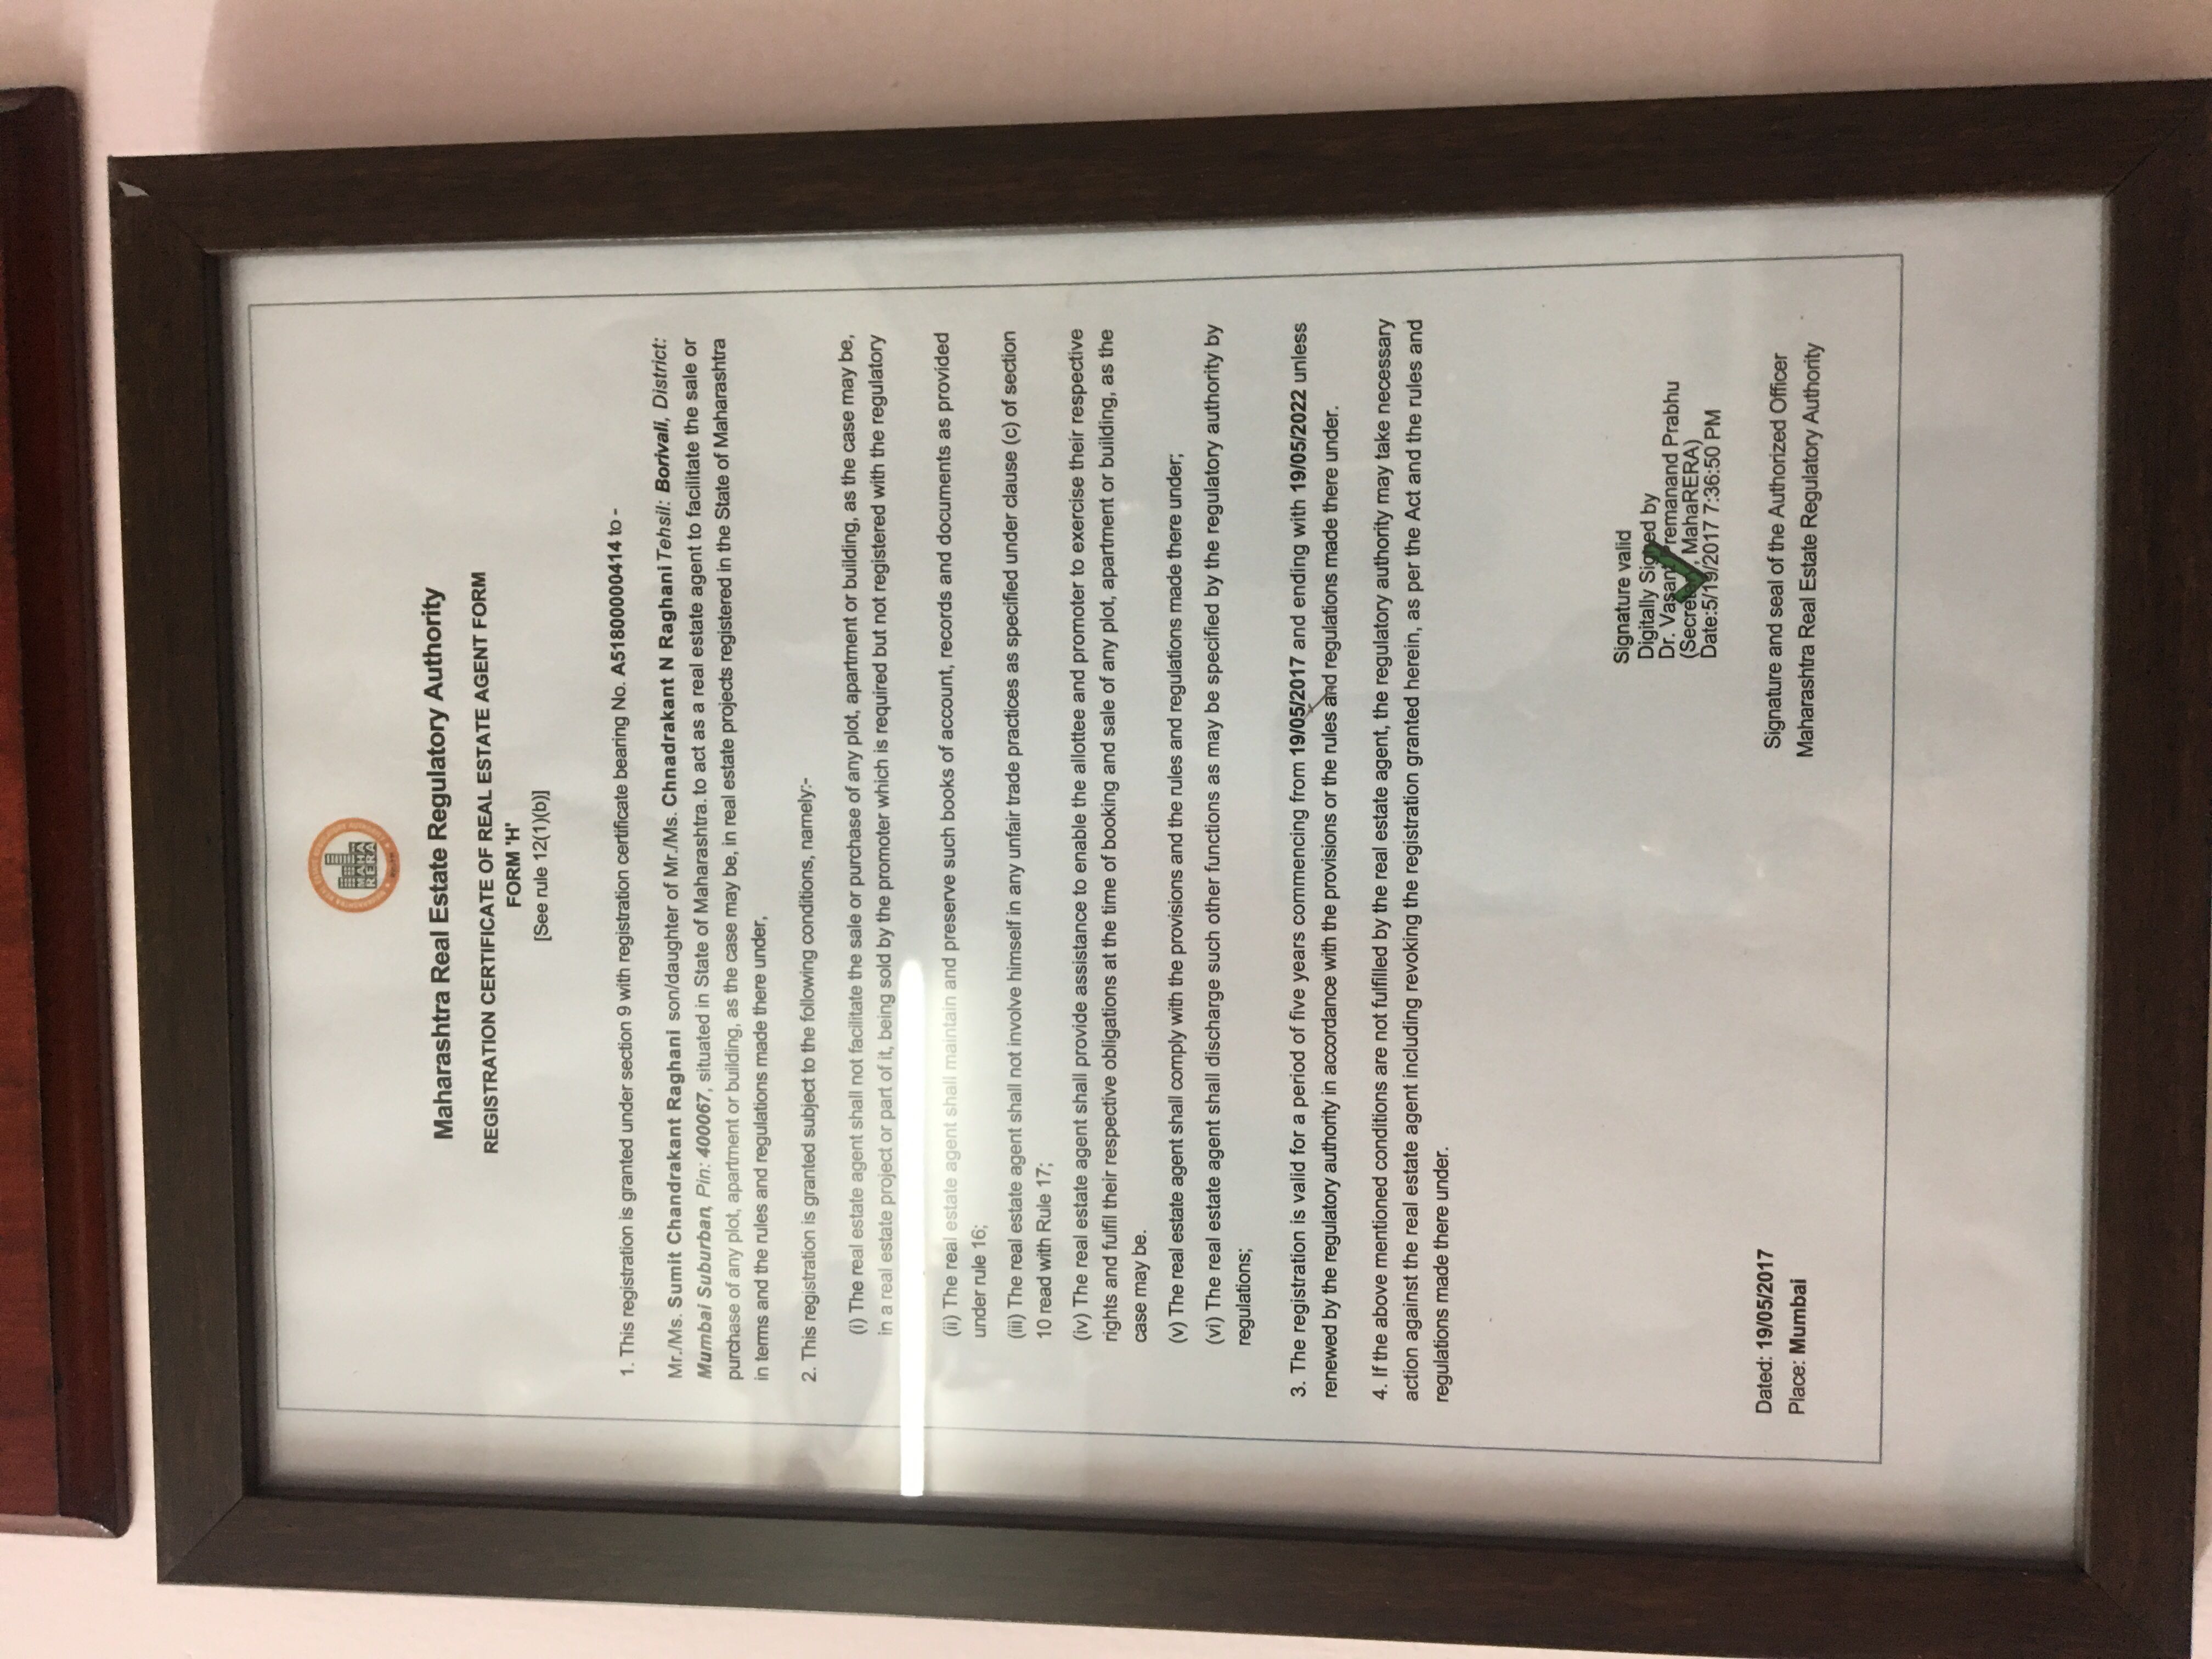 MAHA
RERA
Maharashtra Real Estate Regulatory Authority
REGISTRATION CERTIFICATE OF REAL ESTATE AGENT FORM
FORM 'H'
[See rule 12(1)(b)]
1. This registration is granted under section 9 with registration certificate bearing No. A51800000414 to -
Mr./Ms. Sumit Chandrakant Raghani son/daughter of Mr./Ms. Chnadrakant N Raghani Tehsil: Borivali, District:
Mumbai Suburban, Pin: 400067, situated in State of Maharashtra. to act as a real estate agent to facilitate the sale or
purchase of any plot, apartment or building, as the case may be, in real estate projects registered in the State of Maharashtra
in terms and the rules and regulations made there under,
2. This registration is granted subject to the following conditions, namely:-
(i) The real estate agent shall not facilitate the sale or purchase of any plot, apartment or building, as the case may be,
in a real estate project or part of it, being sold by the promoter which is required but not registered with the regulatory
(ii) The real estate agent shall maintain and preserve such books of account, records and documents as provided
under rule 16;
(iii) The real estate agent shall not involve himself in any unfair trade practices as specified under clause (c) of section
10 read with Rule 17;
(iv) The real estate agent shall provide assistance to enable the allottee and promoter to exercise their respective
rights and fulfil their respective obligations at the time of booking and sale of any plot, apartment or building, as the
case may be.
(v) The real estate agent shall comply with the provisions and the rules and regulations made there under;
(vi) The real estate agent shall discharge such other functions as may be specified by the regulatory authority by
regulations;
3. The registration is valid for a period of five years commencing from 19/05/2017 and ending with 19/05/2022 unless
renewed by the regulatory authority in accordance with the provisions or the rules and regulations made there under.
4. If the above mentioned conditions are not fulfilled by the real estate agent, the regulatory authority may take necessary
action against the real estate agent including revoking the registration granted herein, as per the Act and the rules and
regulations made there under.
Signature valid
Digitally Signed by
Dr. Vasant Premanand Prabhu
(Secretary, MahaRERA)
Date:5/19/2017 7:36:50 PM
Dated: 19/05/2017
Place: Mumbai
Signature and seal of the Authorized Officer
Maharashtra Real Estate Regulatory Authority